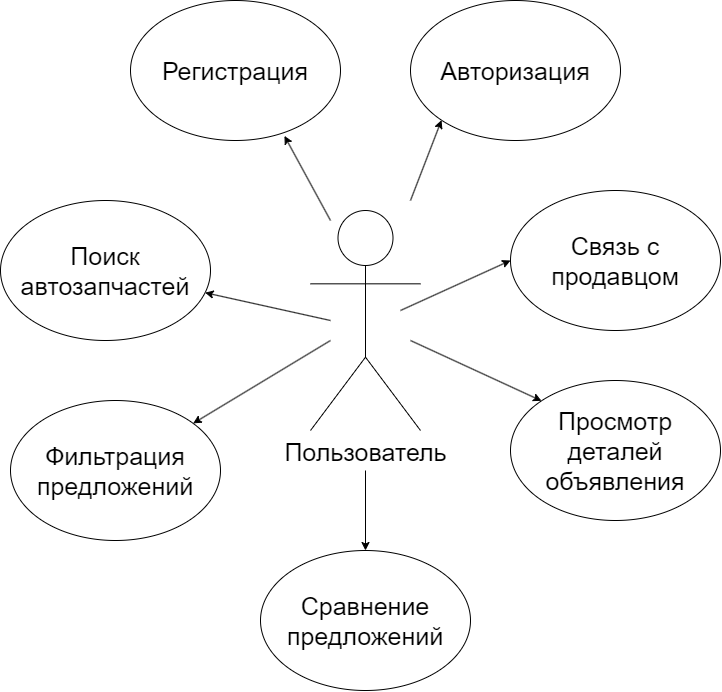 Регистрация
Авторизация
Поиск
автозапчастей
Связь с
продавцом
Фильтрация
предложений
Пользователь
Просмотр
деталей
объявления
Сравнение
предложений